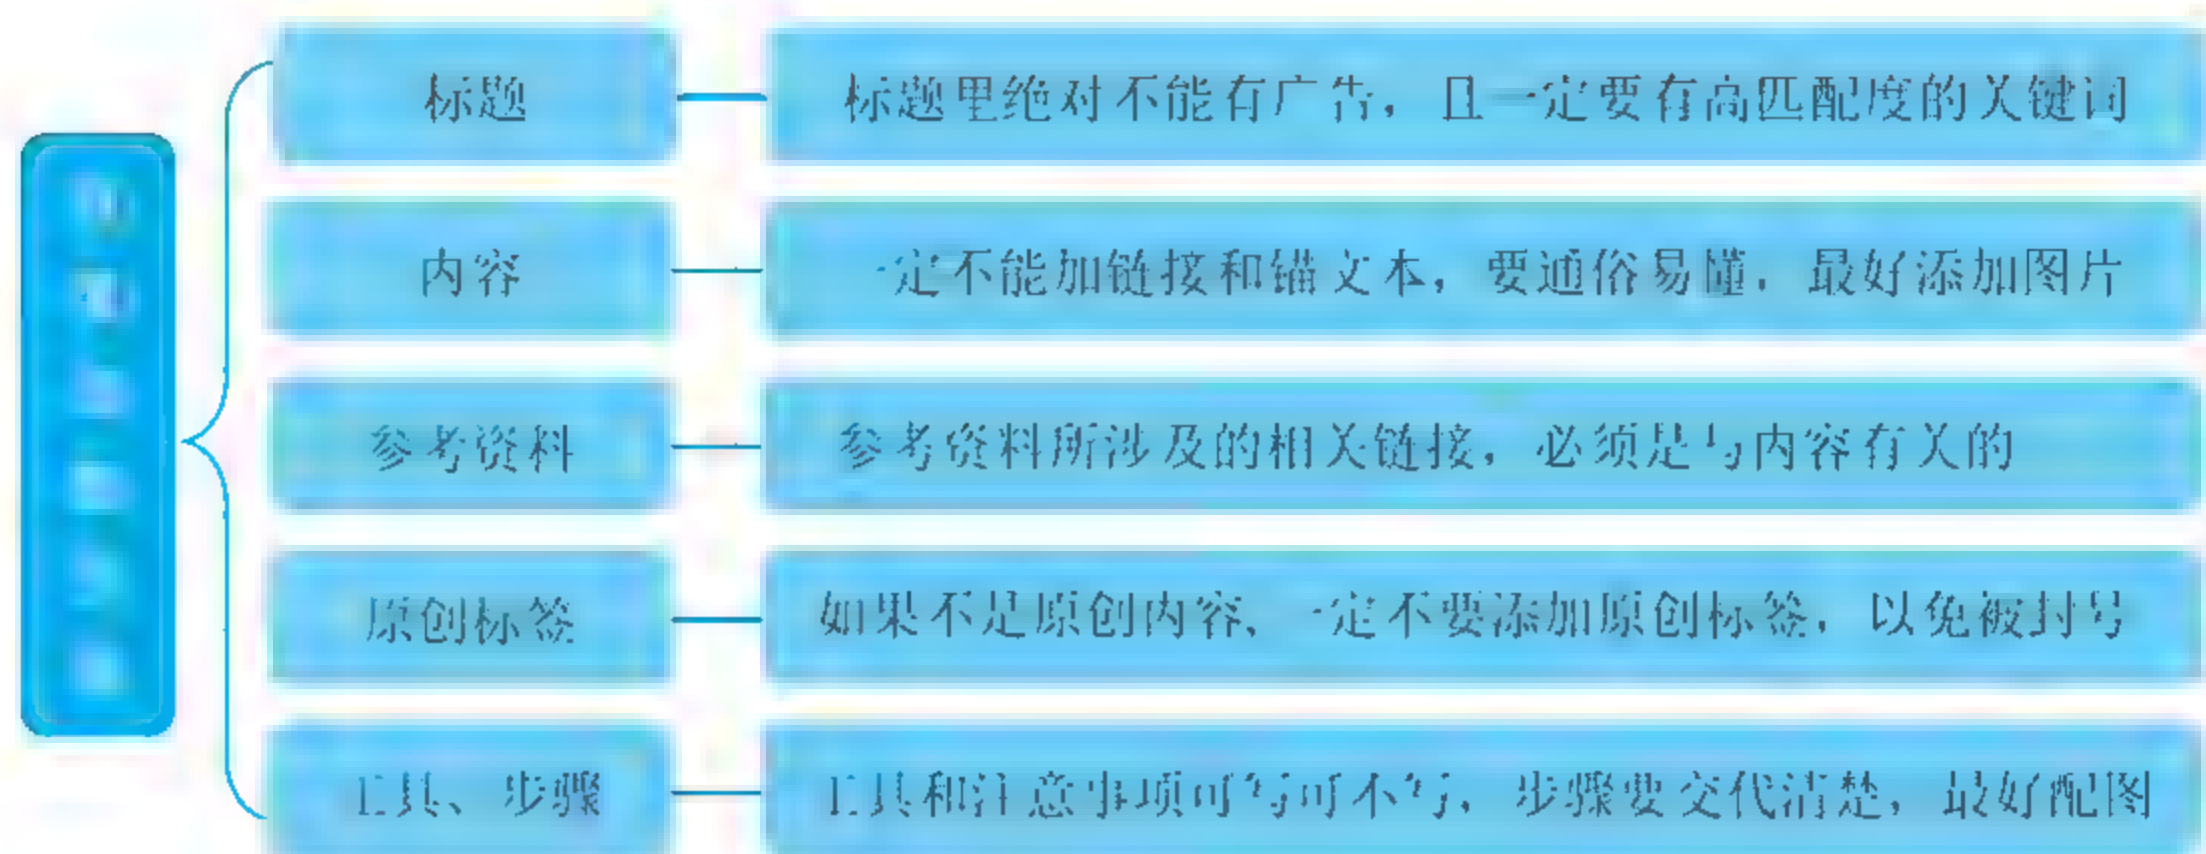 标题
标题里绝对不能有广告，且一定要有高匹配度的关键词
内容
一定不能加链接和锚文本，要通俗易懂，最好添加图片
参考资料
参考资料所涉及的相关链接，必须是与内容有关的
原创标签
如果不是原创内容，一定不要添加原创标签，以免被封号
工具、步骤
工具和注意事项可写可不写，步骤要交代清楚，最好配图